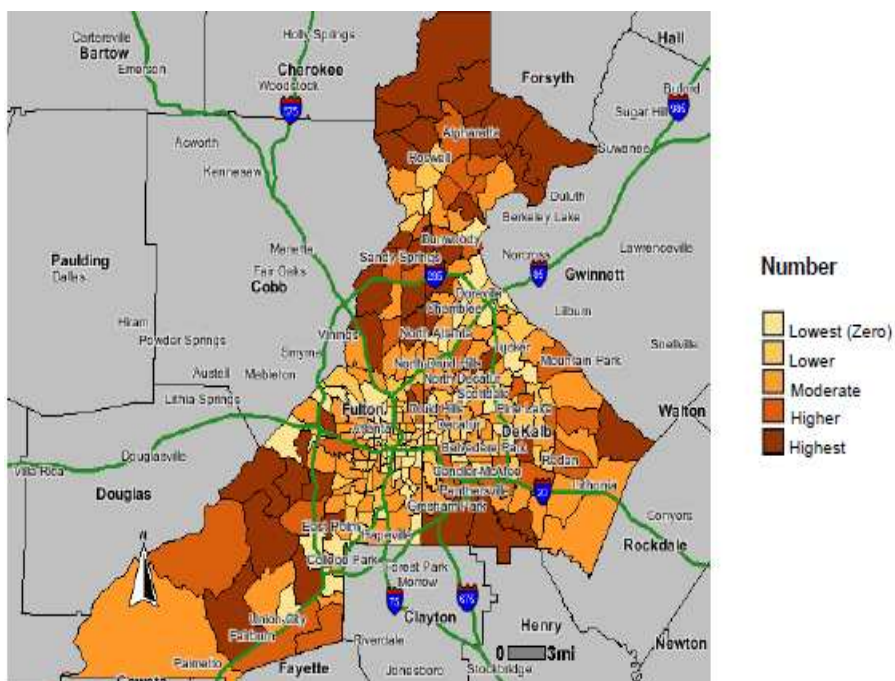 Cartersville
Bartow
Emerson
Holly Springs
Cherokee
Woodstock
575
Hall
Forsyth
Buford
985
Sugar Hill
Suwanee
Acworth
Kennesaw
Alpharetta
Roswell
Duluth
Berkeley Lake
Dunwoody
Norcross
Lawrenceville
Marietta
Sandy Springs
Paulding
Dallas
Fair Oaks
Cobb
285
85
Gwinnett
Doraville
Chamblee
Lilburn
Hiram
Powder Springs
Vinings
North Atlanta
Smyrna
Tucker
Mountain Park
Snellville
Austell
Mableton
North Druid Hills
North Decatur
Lithia Springs
Scottdale
Fulton
Druid Hills
Pine Lake
Walton
Atlanta
Decatur
DeKalb
Belvedere Park
Douglasville
Villa Rica
Candler-McAfee
Redan
Douglas
Panthersville
20
Lithonia
Gresham Park
Conyers
East Point
Hapeville
Rockdale
College Park
Forest Park
Morrow
75
675
Union City
Clayton
Henry
Fairburn
Riverdale
Newton
Palmetto
Fayette
0 3mi
Coweta
Jonesboro
Stockbridge
Number
Lowest (Zero)
Lower
Moderate
Higher
Highest